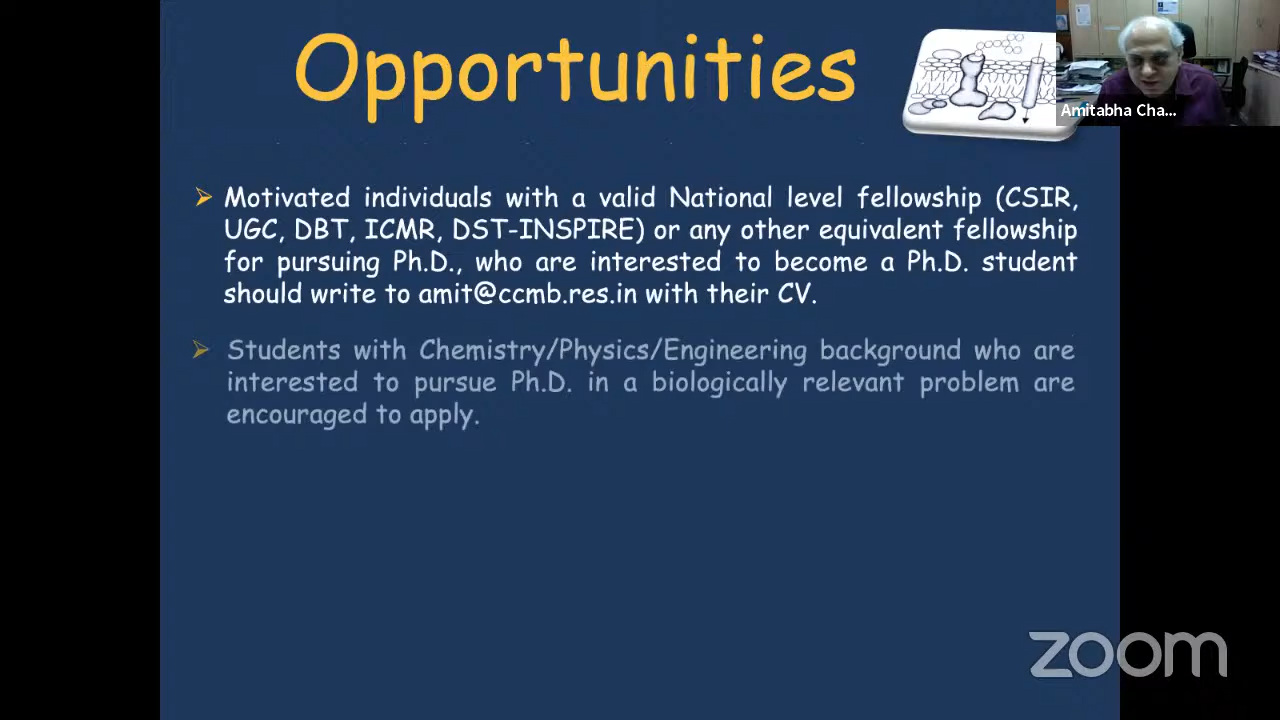 Opportunities
Amitabha Cha...
Motivated individuals with a valid National level fellowship (CSIR,
UGC, DBT, ICMR, DST-INSPIRE) or any other equivalent fellowship
for pursuing Ph.D., who are interested to become a Ph.D. student
should write to amit@ccmb.res.in with their CV.
Students with Chemistry/Physics/Engineering background who are
interested to pursue Ph.D. in a biologically relevant problem are
encouraged to apply.
zoom